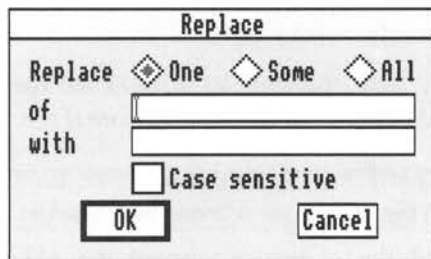 Replace
Replace One Some All
of
with
Case sensitive
OK Cancel